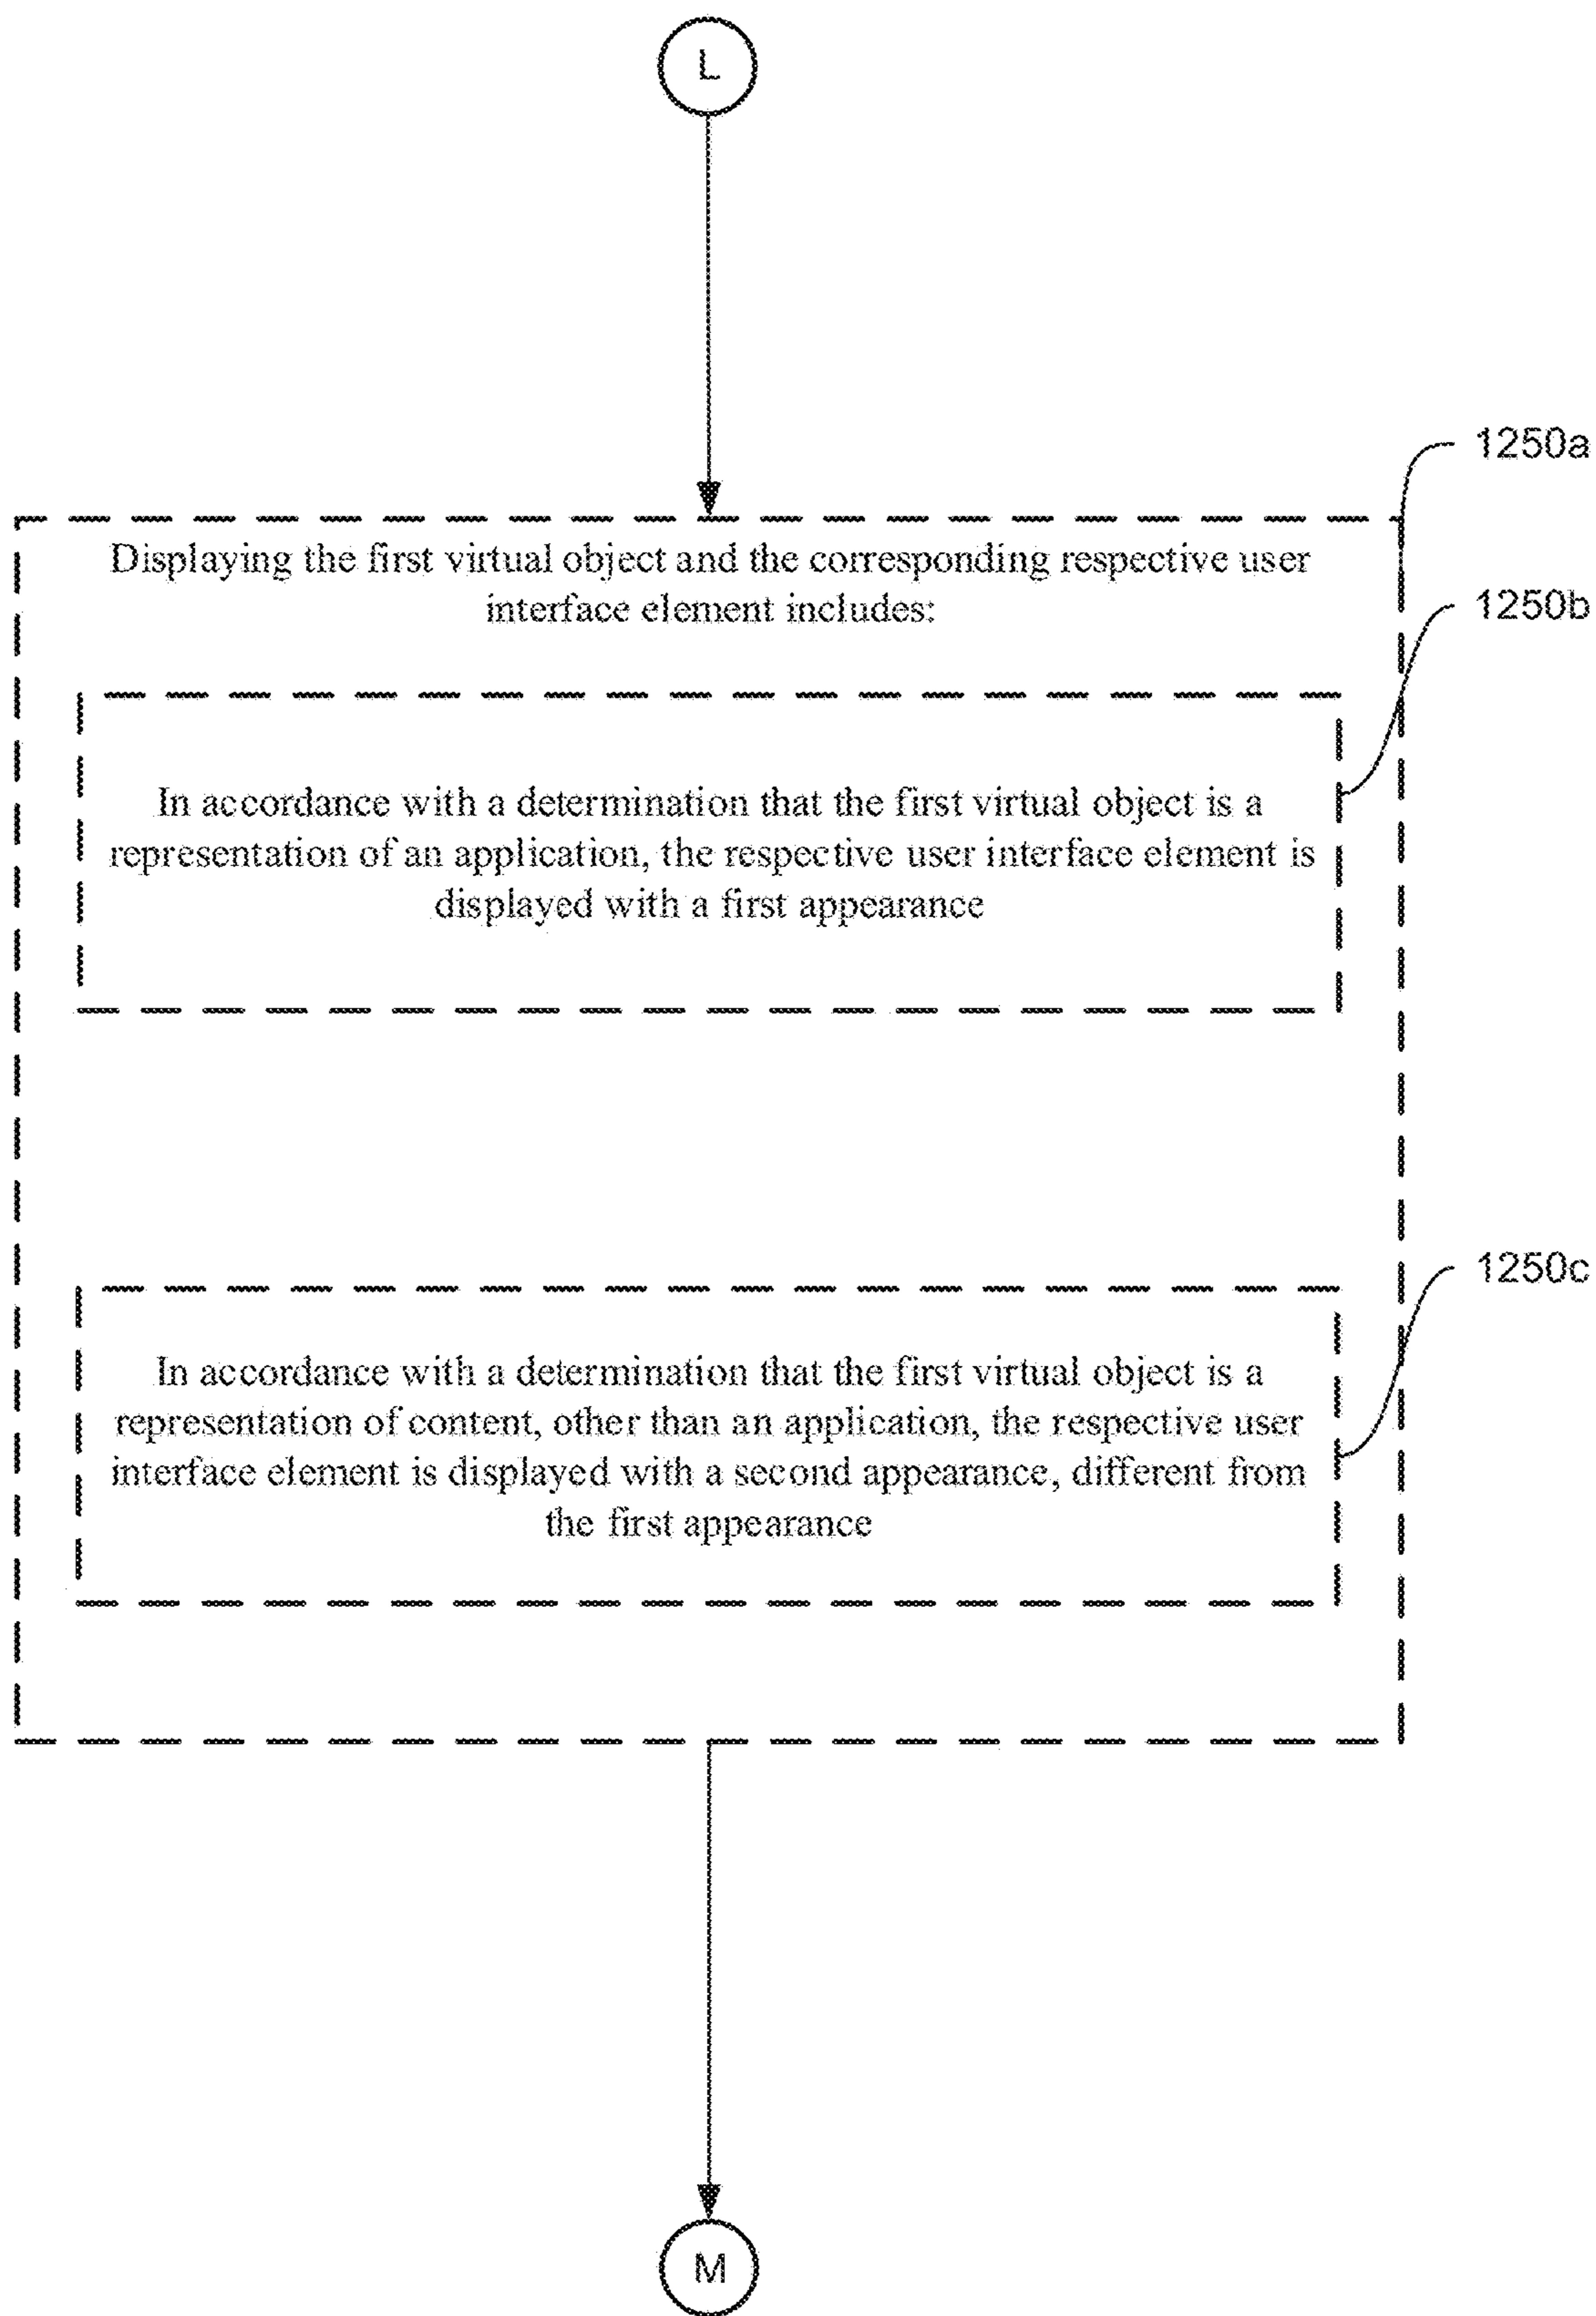 L
1250a
Displaying the first virtual object and the corresponding respective user
interface element includes:
1250b
In accordance with a determination that the first virtual object is a
representation of an application, the respective user interface element is
displayed with a first appearance
1250c
In accordance with a determination that the first virtual object is a
representation of content, other than an application, the respective user
interface element is displayed with a second appearance, different from
the first appearance
M